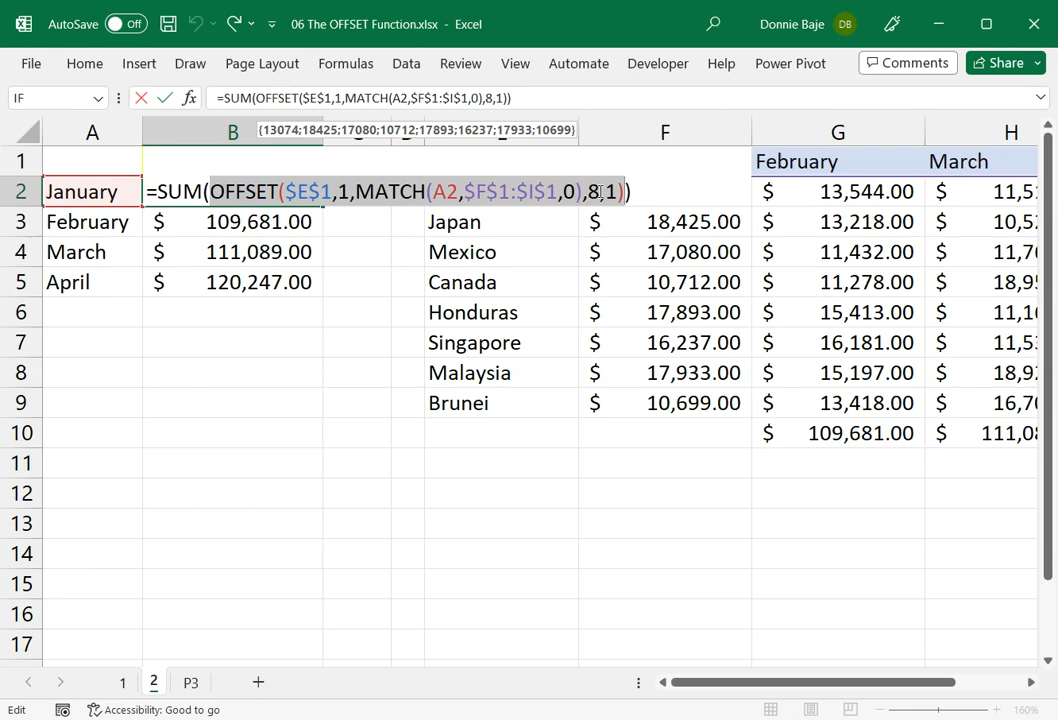 AutoSave Off 06 The OFFSET Function.xlsx - Excel Donnie Baje DB
File Home Insert Draw Page Layout Formulas Data Review View Automate Developer Help Power Pivot Comments Share
IF fx =SUM(OFFSET($E$1,1,MATCH(A2,$F$1:$I$1,0),8,1))
{13074;18425;17080;10712;17893;16237;17933;10699}
A B F G H
1 February March
2 January =SUM(OFFSET($E$1,1,MATCH(A2,$F$1:$I$1,0),8,1)) $ 13,544.00 $
3 February $ 109,681.00 Japan $ 18,425.00 $ 13,218.00 $
4 March $ 111,089.00 Mexico $ 17,080.00 $ 11,432.00 $
5 April $ 120,247.00 Canada $ 10,712.00 $ 11,278.00 $
6 Honduras $ 17,893.00 $ 15,413.00 $
7 Singapore $ 16,237.00 $ 16,181.00 $
8 Malaysia $ 17,933.00 $ 15,197.00 $
9 Brunei $ 10,699.00 $ 13,418.00 $
10 $ 109,681.00 $
11
12
13
14
15
16
17
1 2 P3
Edit Accessibility: Good to go 160%